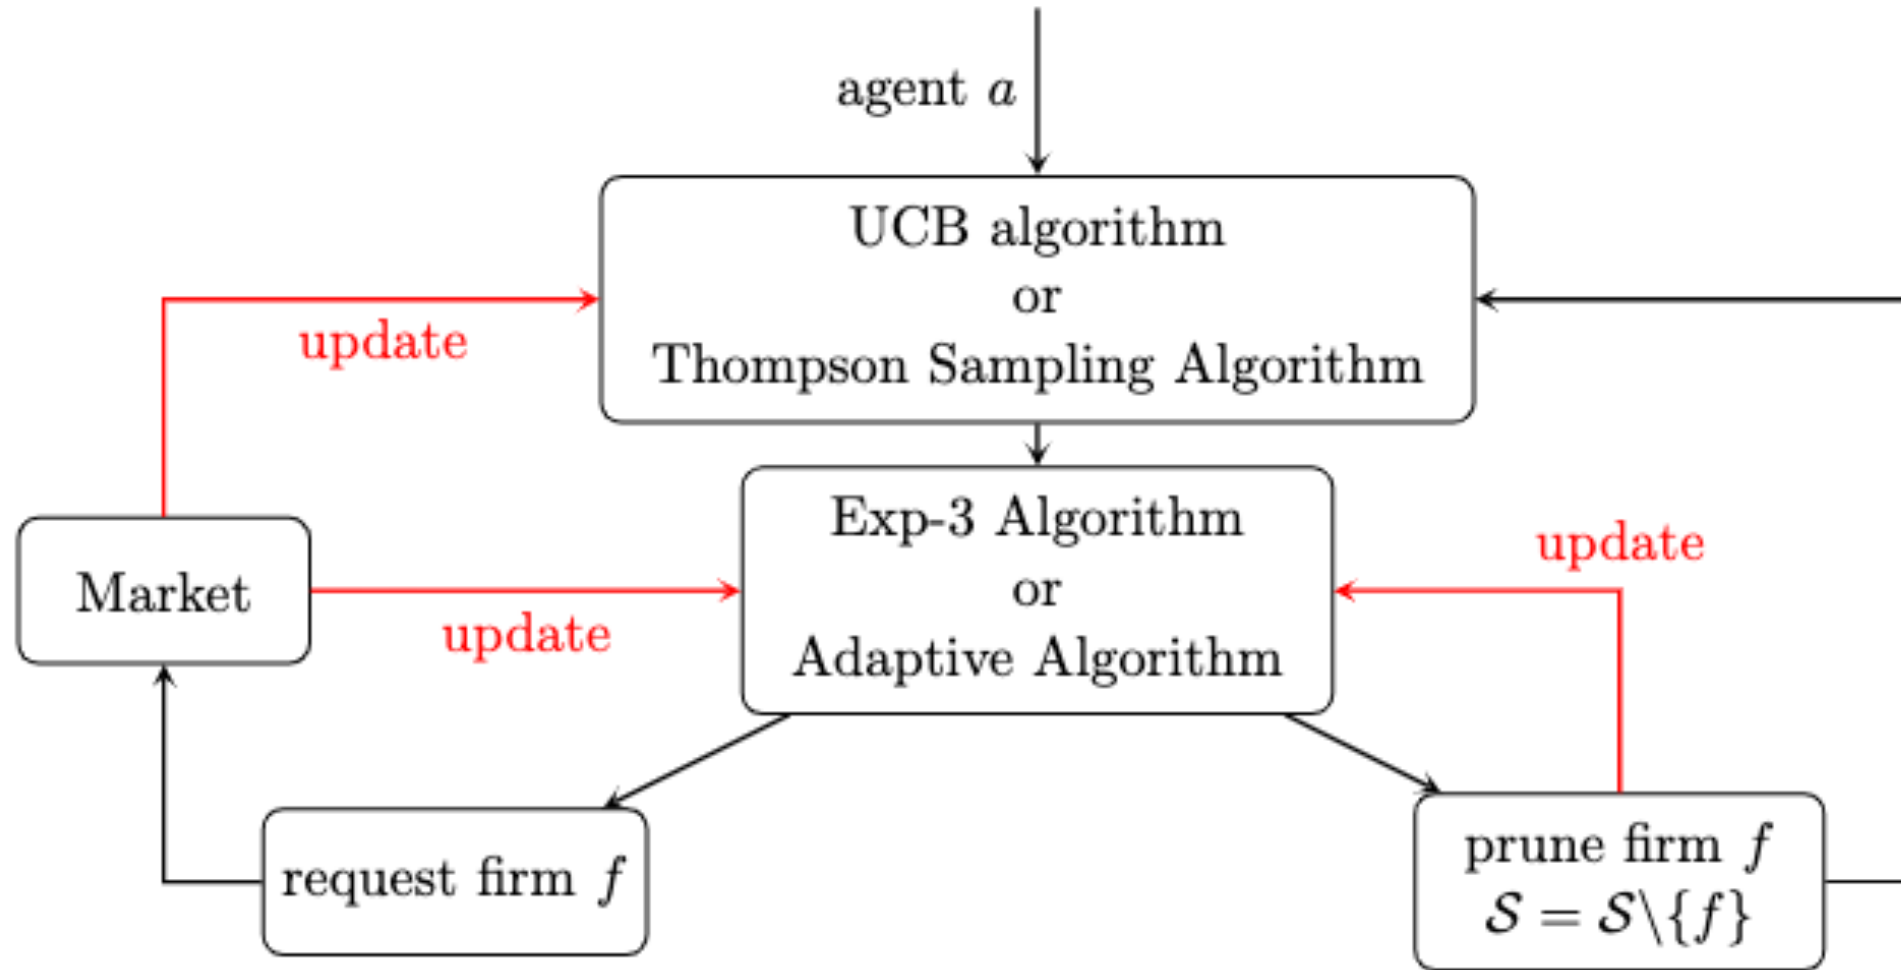 agent a
UCB algorithm
or
Thompson Sampling Algorithm
update
Exp-3 Algorithm
or
Adaptive Algorithm
update
Market
update
request firm f
prune firm f
𝒮 = 𝒮\{f}